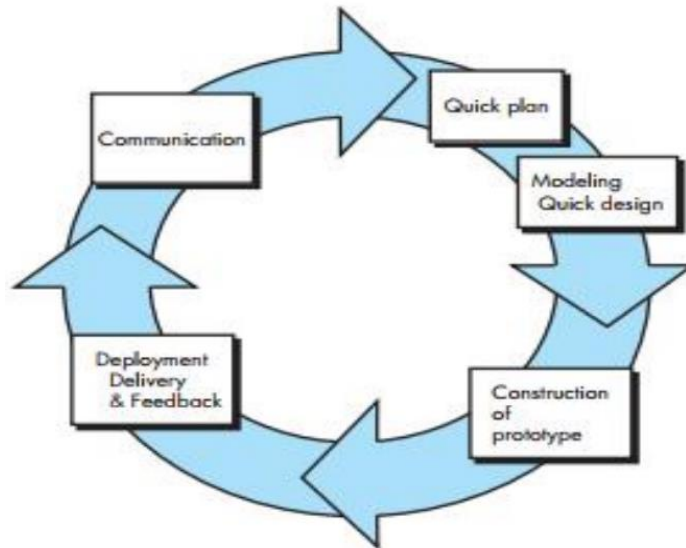 Communication
Quick plan
Modeling
Quick design
Construction
of
prototype
Deployment
Delivery
& Feedback